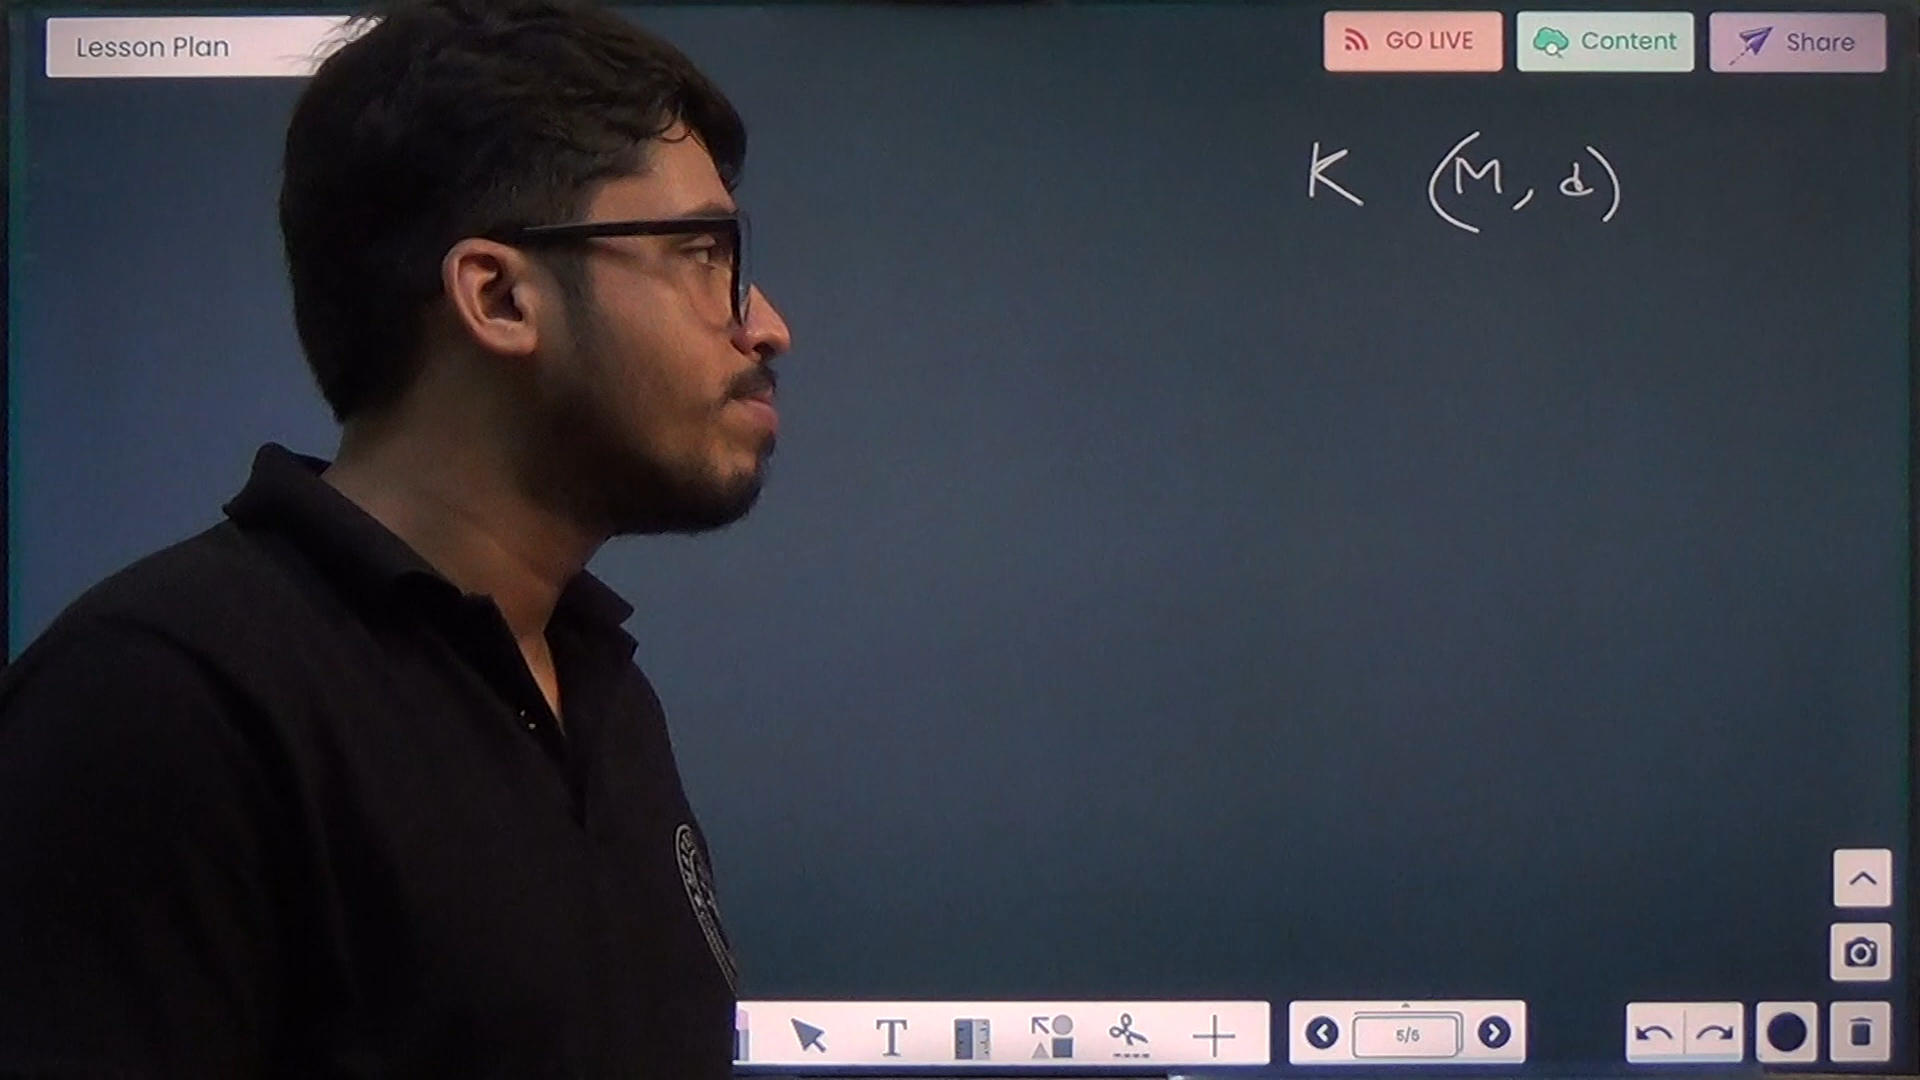 Lesson Plan
GO LIVE
Content
Share
K (M, d)
T
5/5